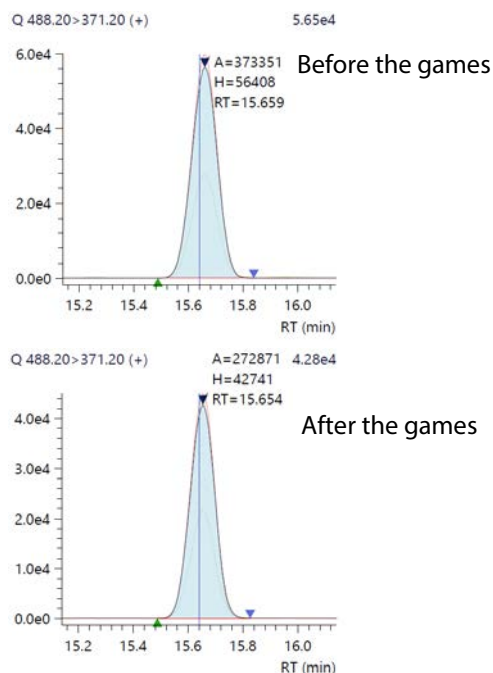 Q 488.20>371.20 (+) 5.65e4
6.0e4
4.0e4
2.0e4
0.0e0
A=373351
H=56408
RT=15.659
Before the games
15.2 15.4 15.6 15.8 16.0
RT (min)
Q 488.20>371.20 (+) 4.28e4
4.0e4
3.0e4
2.0e4
1.0e4
0.0e0
A=272871
H=42741
RT=15.654
After the games
15.2 15.4 15.6 15.8 16.0
RT (min)